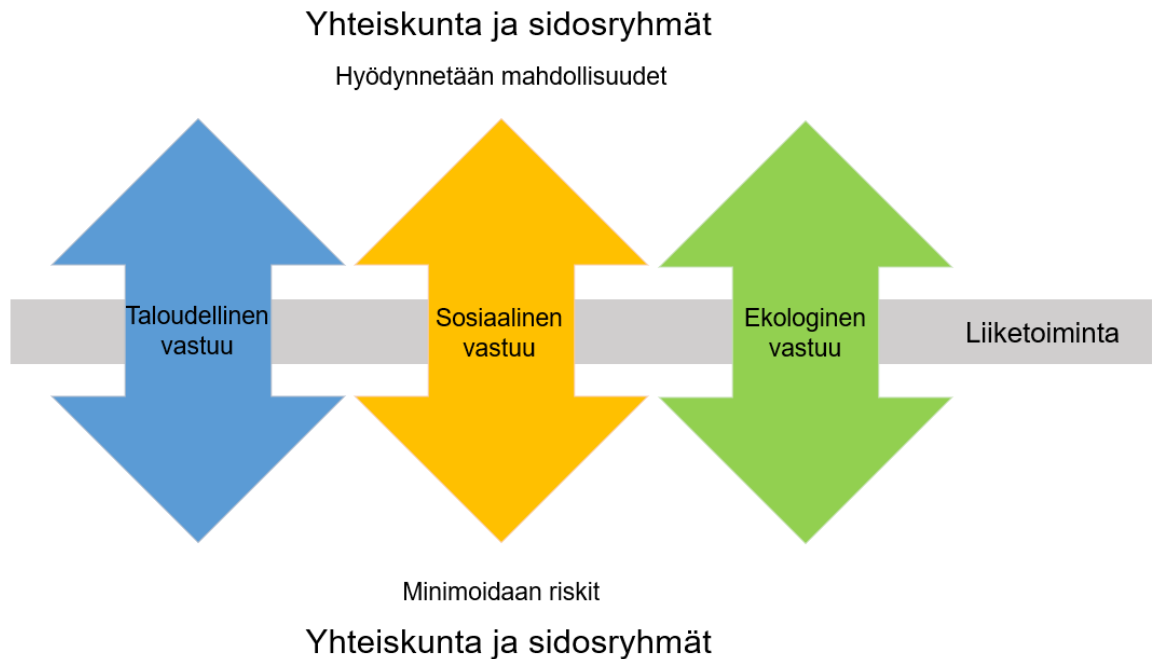 Yhteiskunta ja sidosryhmät
Hyödynnetään mahdollisuudet
Taloudellinen
vastuu
Sosiaalinen
vastuu
Ekologinen
vastuu
Liiketoiminta
Minimoidaan riskit
Yhteiskunta ja sidosryhmät